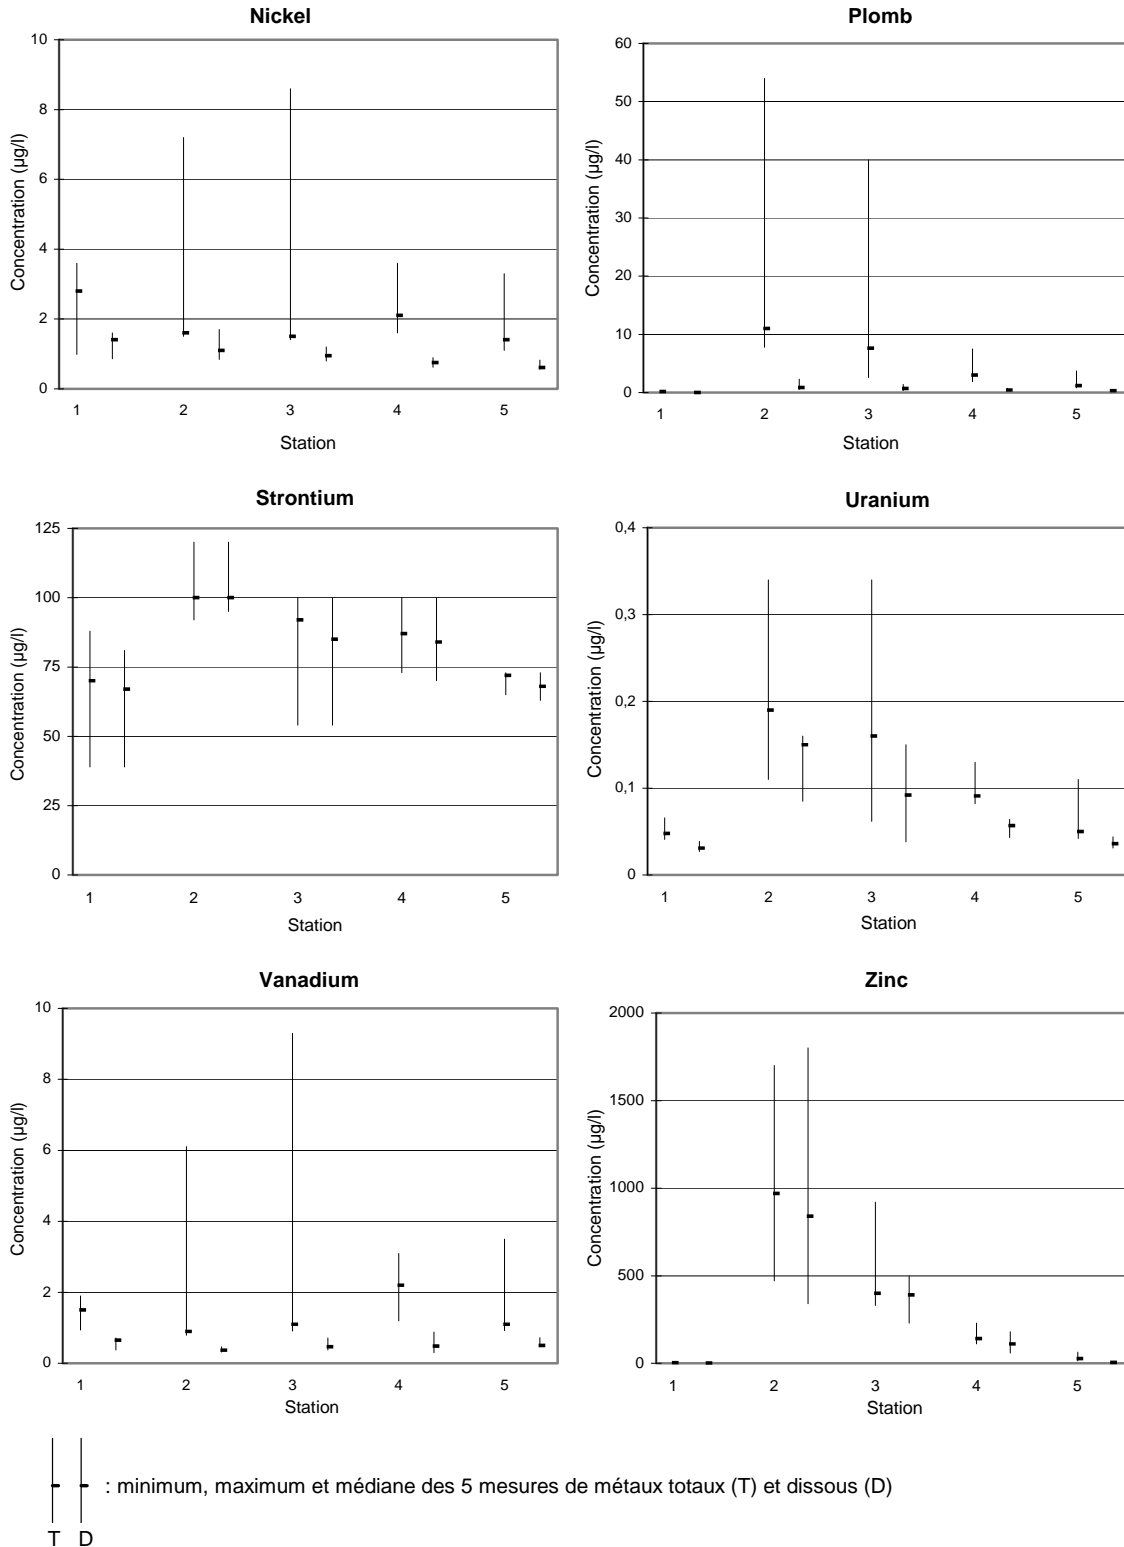 Nickel
10
8
6
4
2
0
Concentration (µg/l)
1 2 3 4 5
Station
Plomb
60
50
40
30
20
10
0
Concentration (µg/l)
1 2 3 4 5
Station
Strontium
125
100
75
50
25
0
Concentration (µg/l)
1 2 3 4 5
Station
Uranium
0,4
0,3
0,2
0,1
0
Concentration (µg/l)
1 2 3 4 5
Station
Vanadium
10
8
6
4
2
0
Concentration (µg/l)
1 2 3 4 5
Station
Zinc
2000
1500
1000
500
0
Concentration (µg/l)
1 2 3 4 5
Station
: minimum, maximum et médiane des 5 mesures de métaux totaux (T) et dissous (D)
T D